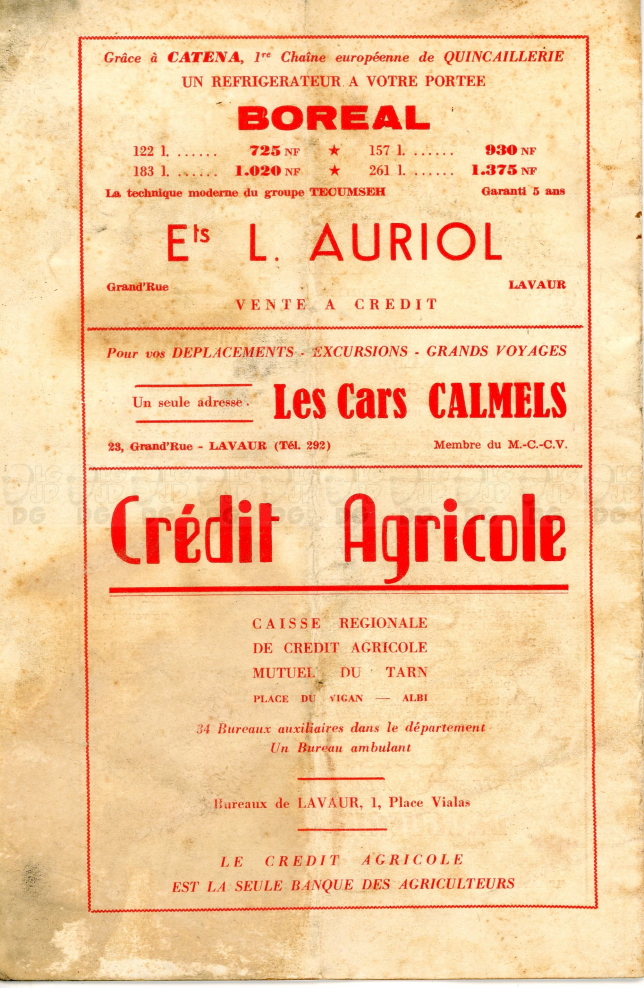 Grâce à CATENA, 1re Chaîne européenne de QUINCAILLERIE
UN REFRIGERATEUR A VOTRE PORTEE
BOREAL
122 l. ...... 725 NF ★ 157 l. ...... 930 NF
183 l. ...... 1.020 NF ★ 261 l. ...... 1.375 NF
La technique moderne du groupe TECUMSEH Garanti 5 ans
Ets L. AURIOL
Grand'Rue LAVAUR
VENTE A CREDIT
Pour vos DEPLACEMENTS - EXCURSIONS - GRANDS VOYAGES
Un seule adresse. Les Cars CALMELS
23, Grand'Rue - LAVAUR (Tél. 292) Membre du M.-C.-C.V.
Crédit Agricole
CAISSE REGIONALE
DE CREDIT AGRICOLE
MUTUEL DU TARN
PLACE DU VIGAN — ALBI
34 Bureaux auxiliaires dans le département
Un Bureau ambulant
Bureaux de LAVAUR, 1, Place Vialas
LE CREDIT AGRICOLE
EST LA SEULE BANQUE DES AGRICULTEURS